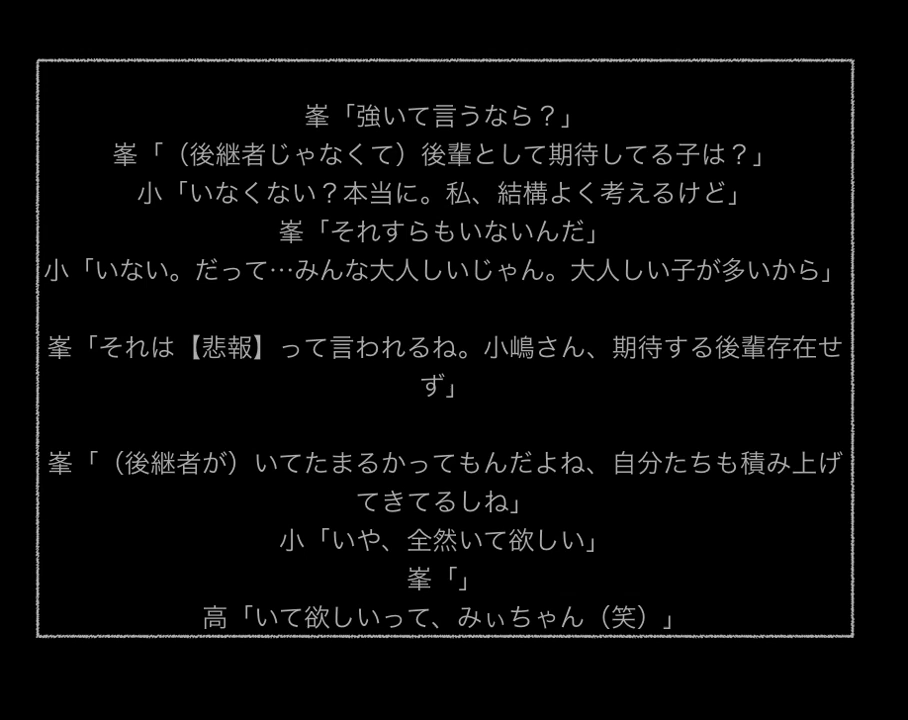 峯「強いて言うなら？」
峯「（後継者じゃなくて）後輩として期待してる子は？」
小「いなくない？本当に。私、結構よく考えるけど」
峯「それすらもいないんだ」
小「いない。だって…みんな大人しいじゃん。大人しい子が多いから」
峯「それは【悲報】って言われるね。小嶋さん、期待する後輩存在せ
ず」
峯「（後継者が）いてたまるかってもんだよね、自分たちも積み上げ
てきてるしね」
小「いや、全然いて欲しい」
峯「」
高「いて欲しいって、みぃちゃん（笑）」